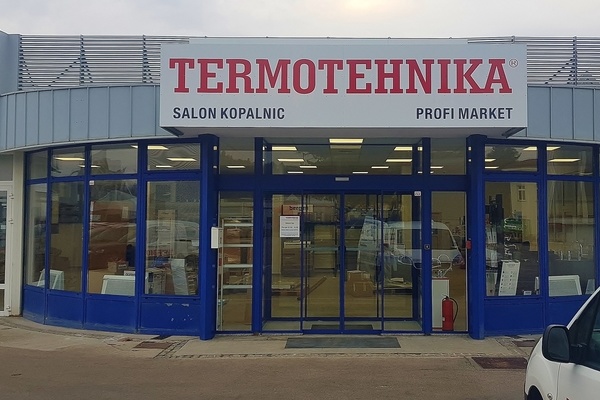 TERMOTEHNIKA®
SALON KOPALNIC PROFI MARKET